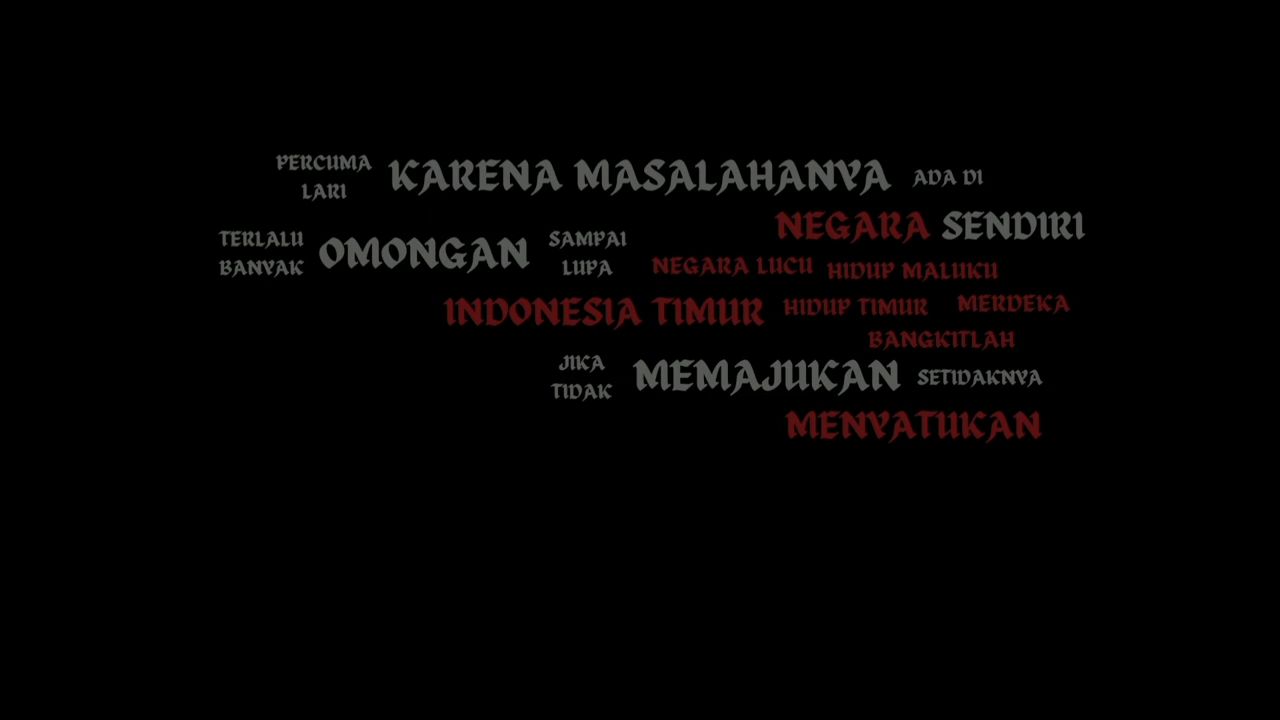 PERCUMA LARI KARENA MASALAHANYA ADA DI
NEGARA SENDIRI
TERLALU BANYAK OMONGAN SAMPAI LUPA
NEGARA LUCU HIDUP MALUKU
INDONESIA TIMUR HIDUP TIMUR MERDEKA
BANGKITLAH
JIKA TIDAK MEMAJUKAN SETIDAKNYA
MENYATUKAN